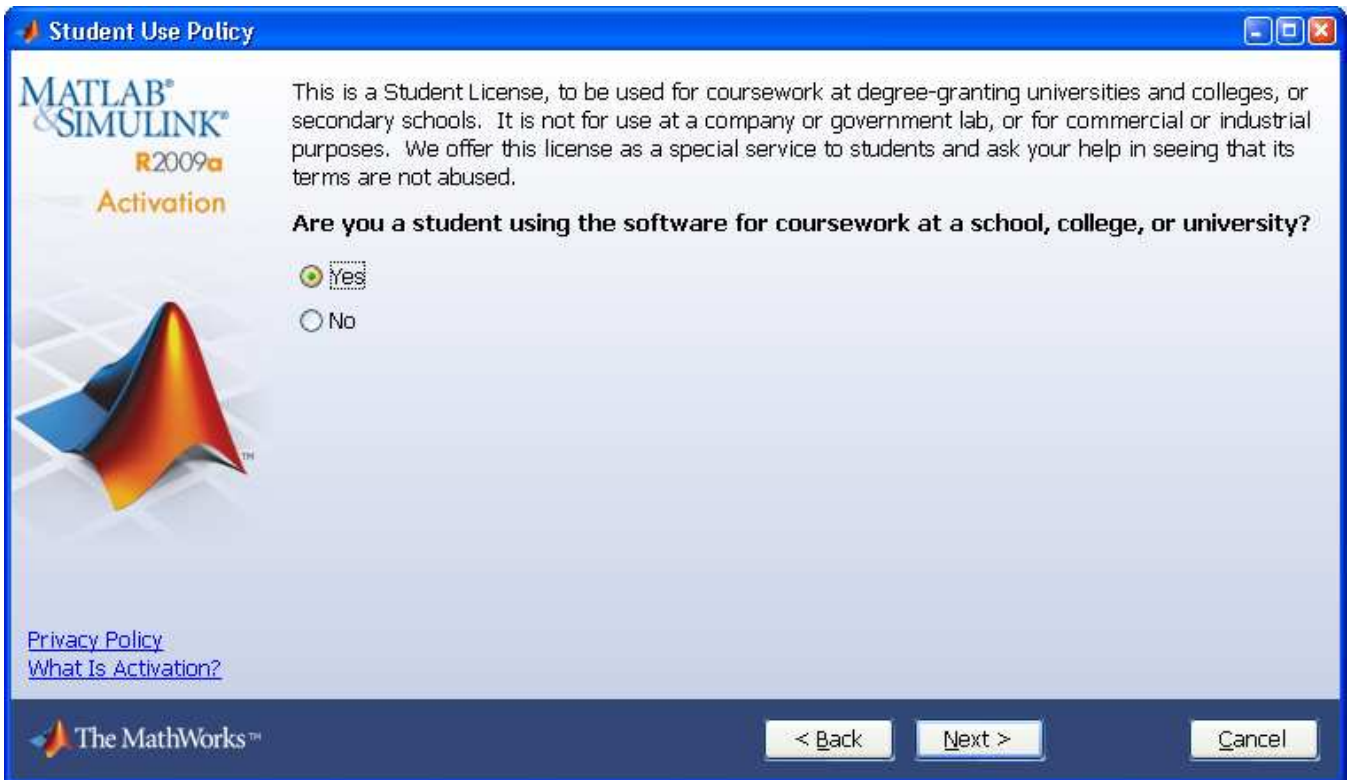 Student Use Policy
MATLAB®
&SIMULINK®
R2009a
Activation
This is a Student License, to be used for coursework at degree-granting universities and colleges, or
secondary schools. It is not for use at a company or government lab, or for commercial or industrial
purposes. We offer this license as a special service to students and ask your help in seeing that its
terms are not abused.
Are you a student using the software for coursework at a school, college, or university?
Yes
No
TM
Privacy Policy
What Is Activation?
The MathWorks™
< Back
Next >
Cancel